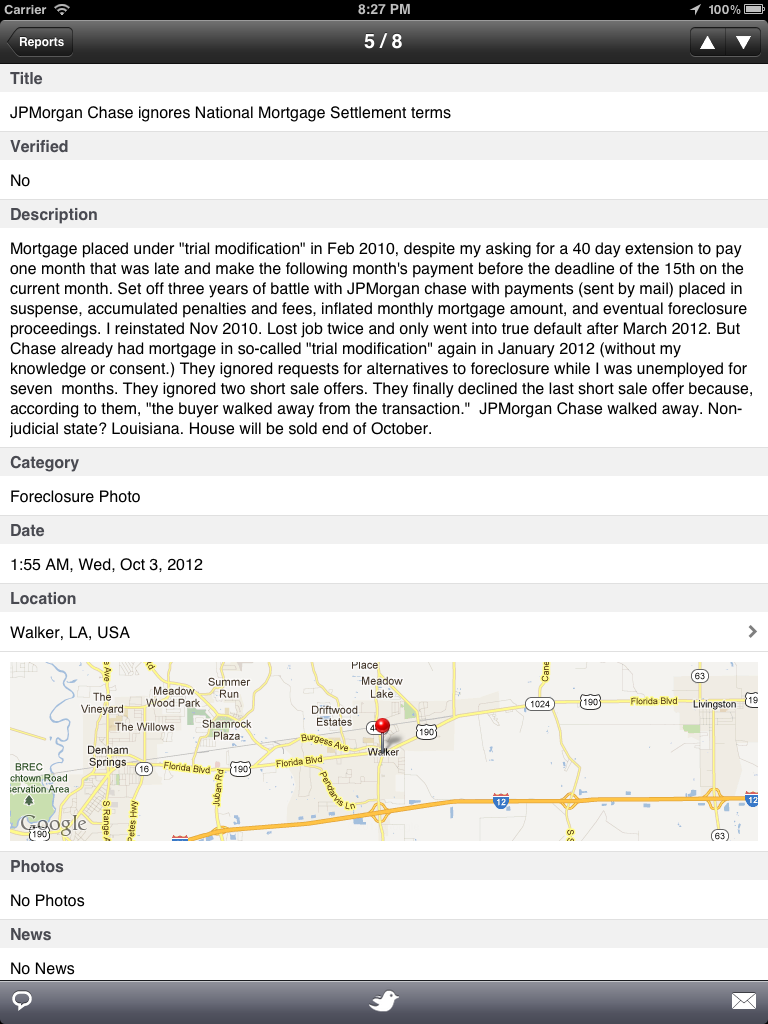 Carrier 8:27 PM 100%
Reports 5 / 8
Title
JPMorgan Chase ignores National Mortgage Settlement terms
Verified
No
Description
Mortgage placed under "trial modification" in Feb 2010, despite my asking for a 40 day extension to pay
one month that was late and make the following month's payment before the deadline of the 15th on the
current month. Set off three years of battle with JPMorgan chase with payments (sent by mail) placed in
suspense, accumulated penalties and fees, inflated monthly mortgage amount, and eventual foreclosure
proceedings. I reinstated Nov 2010. Lost job twice and only went into true default after March 2012. But
Chase already had mortgage in so-called "trial modification" again in January 2012 (without my
knowledge or consent.) They ignored requests for alternatives to foreclosure while I was unemployed for
seven  months. They ignored two short sale offers. They finally declined the last short sale offer because,
according to them, "the buyer walked away from the transaction."  JPMorgan Chase walked away. Non-
judicial state? Louisiana. House will be sold end of October.
Category
Foreclosure Photo
Date
1:55 AM, Wed, Oct 3, 2012
Location
Walker, LA, USA
Place
Meadow
Lake
Cane
63
Summer
Run
Meadow
Wood Park
The
Vineyard
1024
190
Florida Blvd
Livingston
19
Driftwood
Estates
The Willows
Shamrock
Plaza
190
Burgess Ave
Walker
Denham
Springs
16
Florida Blvd
190
Florida Blvd
BREC
chtown Road
servation Area
Juban Rd
Pendarvis Ln
12
12
S Range A
etes Hwy
Google
190
S S
63
Photos
No Photos
News
No News